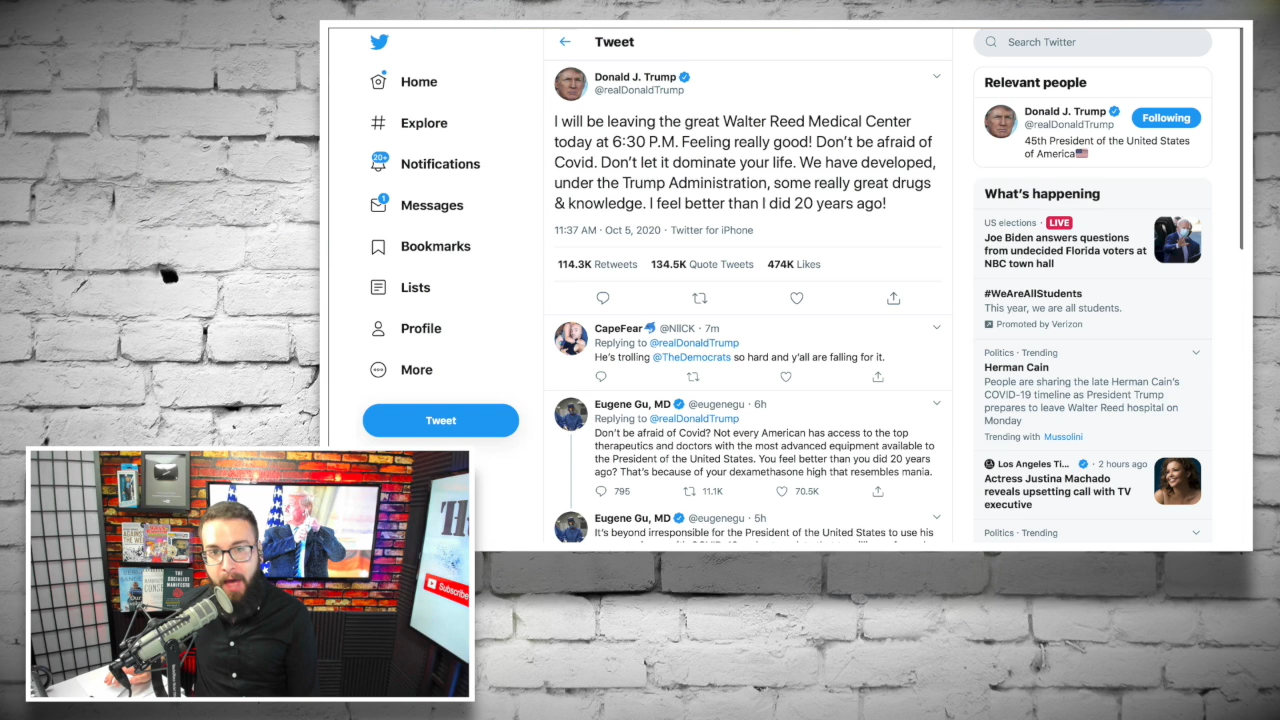 Home
Explore
20+
Notifications
1
Messages
Bookmarks
Lists
Profile
More
Tweet
Tweet
Donald J. Trump
@realDonaldTrump
I will be leaving the great Walter Reed Medical Center
today at 6:30 P.M. Feeling really good! Don't be afraid of
Covid. Don't let it dominate your life. We have developed,
under the Trump Administration, some really great drugs
& knowledge. I feel better than I did 20 years ago!
11:37 AM · Oct 5, 2020 · Twitter for iPhone
114.3K Retweets 134.5K Quote Tweets 474K Likes
CapeFear @NIICK · 7m
Replying to @realDonaldTrump
He's trolling @TheDemocrats so hard and y'all are falling for it.
Eugene Gu, MD @eugenegu · 6h
Replying to @realDonaldTrump
Don't be afraid of Covid? Not every American has access to the top
therapeutics and doctors with the most advanced equipment available to
the President of the United States. You feel better than you did 20 years
ago? That's because of your dexamethasone high that resembles mania.
795 11.1K 70.5K
Eugene Gu, MD @eugenegu · 5h
It's beyond irresponsible for the President of the United States to use his
Search Twitter
Relevant people
Donald J. Trump
@realDonaldTrump
Following
45th President of the United States
of America
What's happening
US elections · LIVE
Joe Biden answers questions
from undecided Florida voters at
NBC town hall
#WeAreAllStudents
This year, we are all students.
Promoted by Verizon
Politics · Trending
Herman Cain
People are sharing the late Herman Cain's
COVID-19 timeline as President Trump
prepares to leave Walter Reed hospital on
Monday
Trending with Mussolini
Los Angeles Ti... · 2 hours ago
Actress Justina Machado
reveals upsetting call with TV
executive
Politics · Trending
THE
SOCIALIST
MANIFESTO
Subscribe